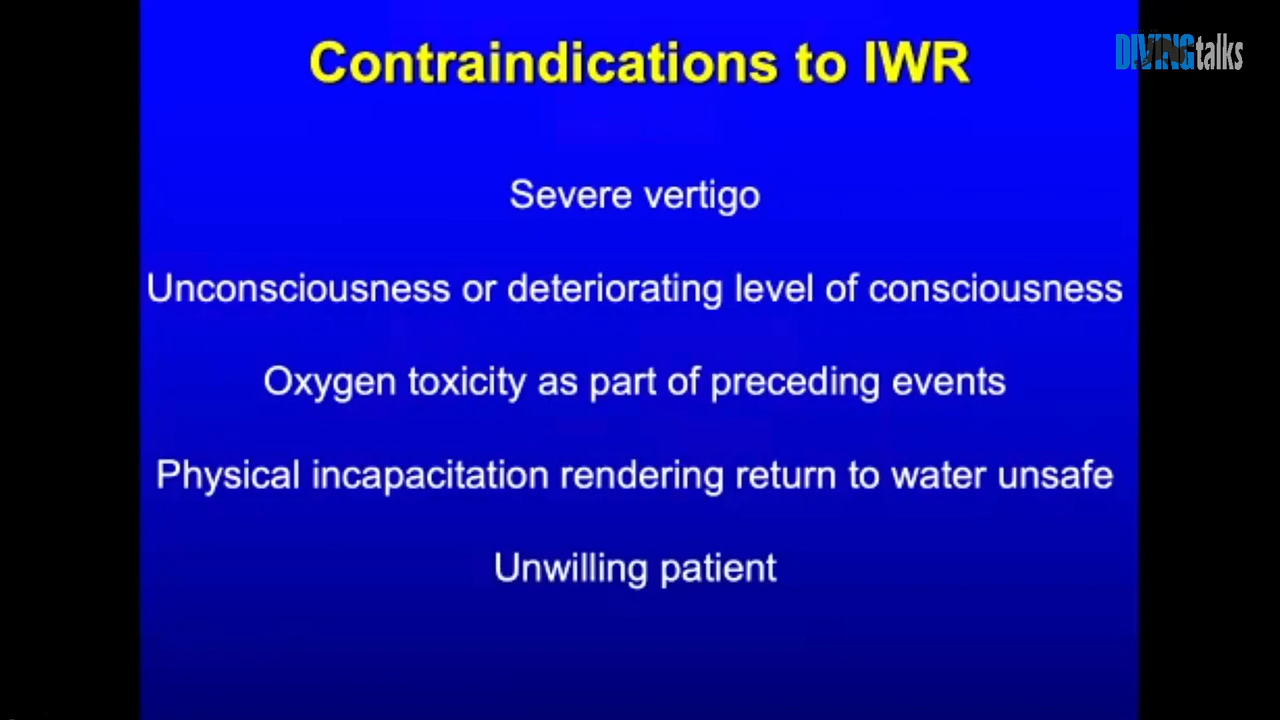 Contraindications to IWR
DIVINGtalks
Severe vertigo
Unconsciousness or deteriorating level of consciousness
Oxygen toxicity as part of preceding events
Physical incapacitation rendering return to water unsafe
Unwilling patient